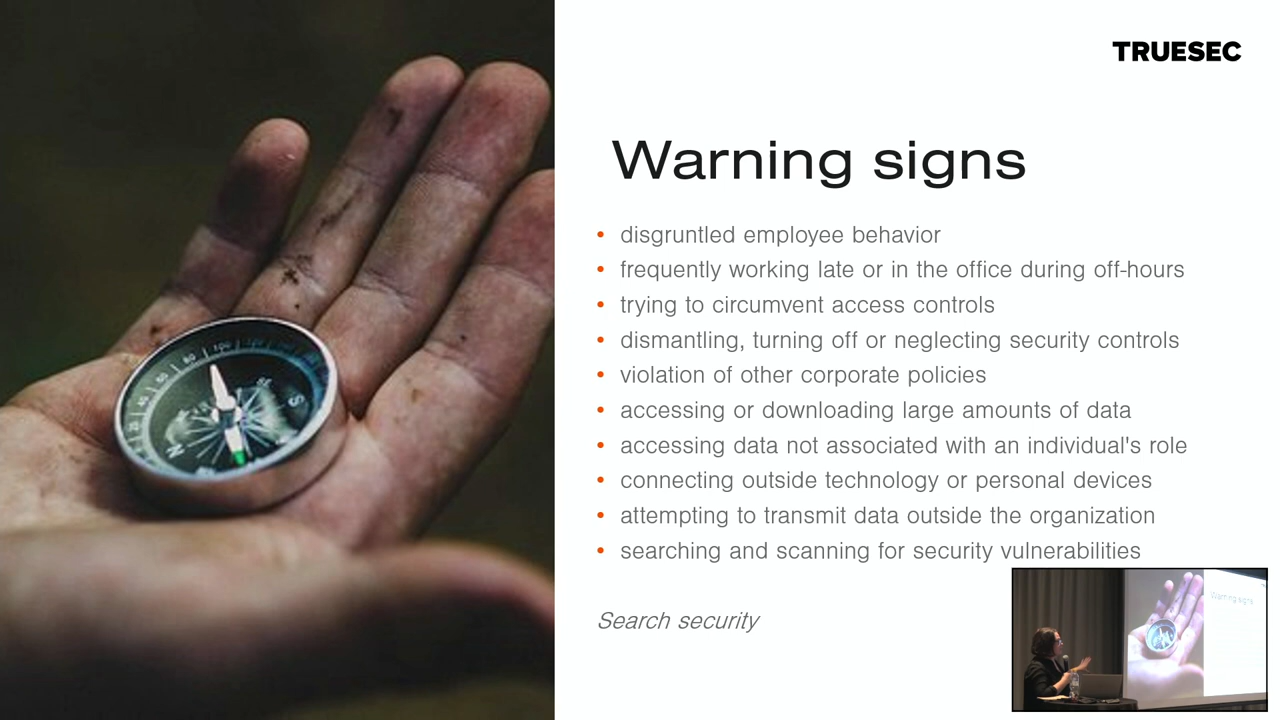 TRUESEC
Warning signs
• disgruntled employee behavior
• frequently working late or in the office during off-hours
• trying to circumvent access controls
• dismantling, turning off or neglecting security controls
• violation of other corporate policies
• accessing or downloading large amounts of data
• accessing data not associated with an individual's role
• connecting outside technology or personal devices
• attempting to transmit data outside the organization
• searching and scanning for security vulnerabilities
Search security
Warning signs